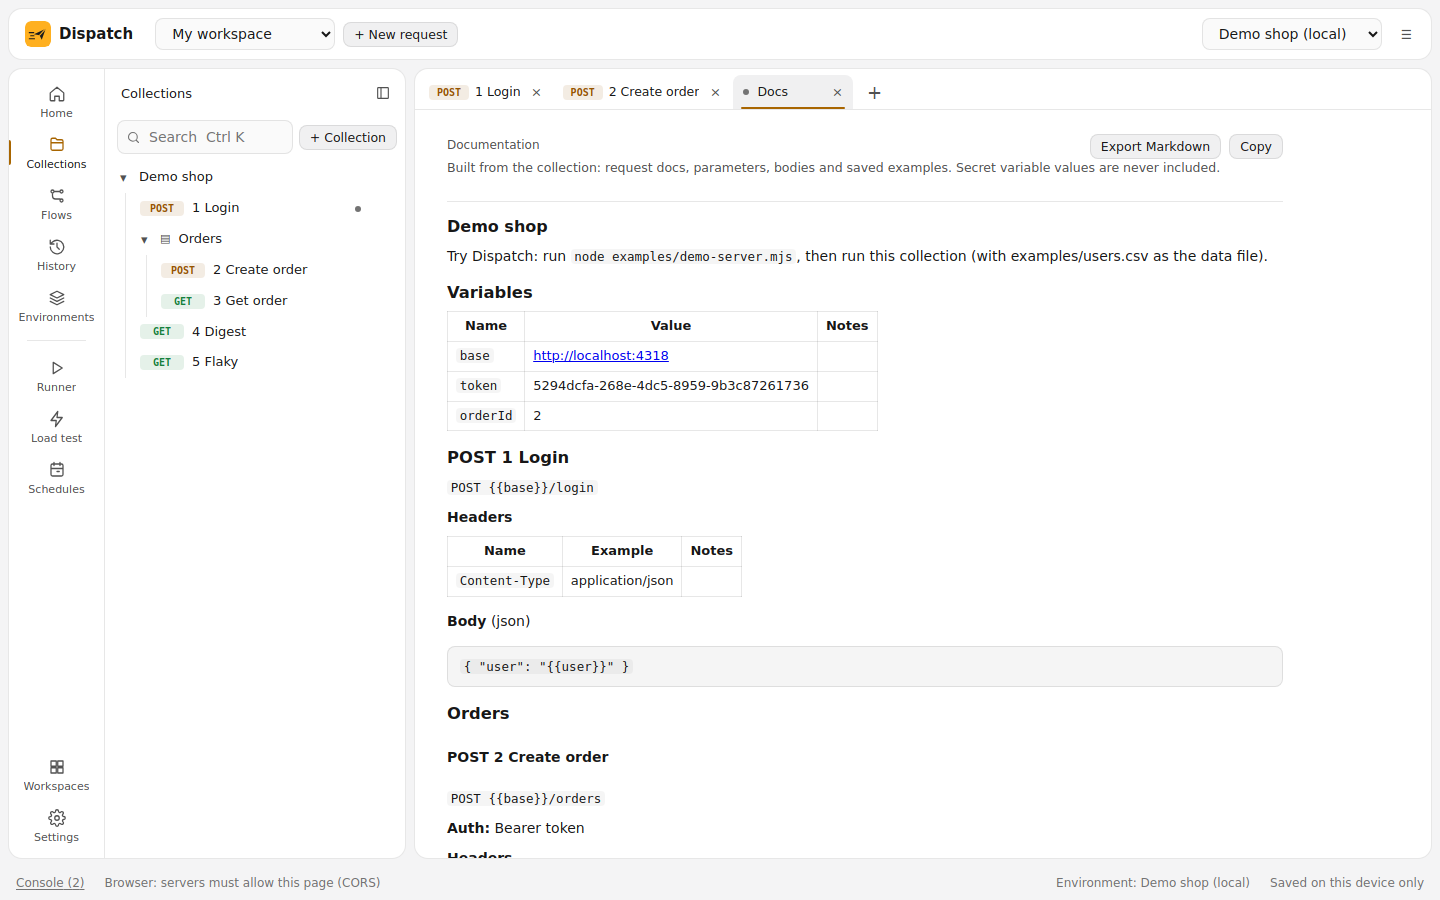 Dispatch
My workspace
+ New request
Demo shop (local)
Home
Collections
Flows
History
Environments
Runner
Load test
Schedules
Workspaces
Settings
Collections
Search Ctrl K
+ Collection
Demo shop
POST 1 Login
Orders
POST 2 Create order
GET 3 Get order
GET 4 Digest
GET 5 Flaky
POST 1 Login ×
POST 2 Create order ×
Docs ×
+
Documentation
Export Markdown
Copy
Built from the collection: request docs, parameters, bodies and saved examples. Secret variable values are never included.
Demo shop
Try Dispatch: run node examples/demo-server.mjs, then run this collection (with examples/users.csv as the data file).
Variables
Name Value Notes
base http://localhost:4318
token 5294dcfa-268e-4dc5-8959-9b3c87261736
orderId 2
POST 1 Login
POST {{base}}/login
Headers
Name Example Notes
Content-Type application/json
Body (json)
{ "user": "{{user}}" }
Orders
POST 2 Create order
POST {{base}}/orders
Auth: Bearer token
Headers
Console (2)
Browser: servers must allow this page (CORS)
Environment: Demo shop (local)
Saved on this device only